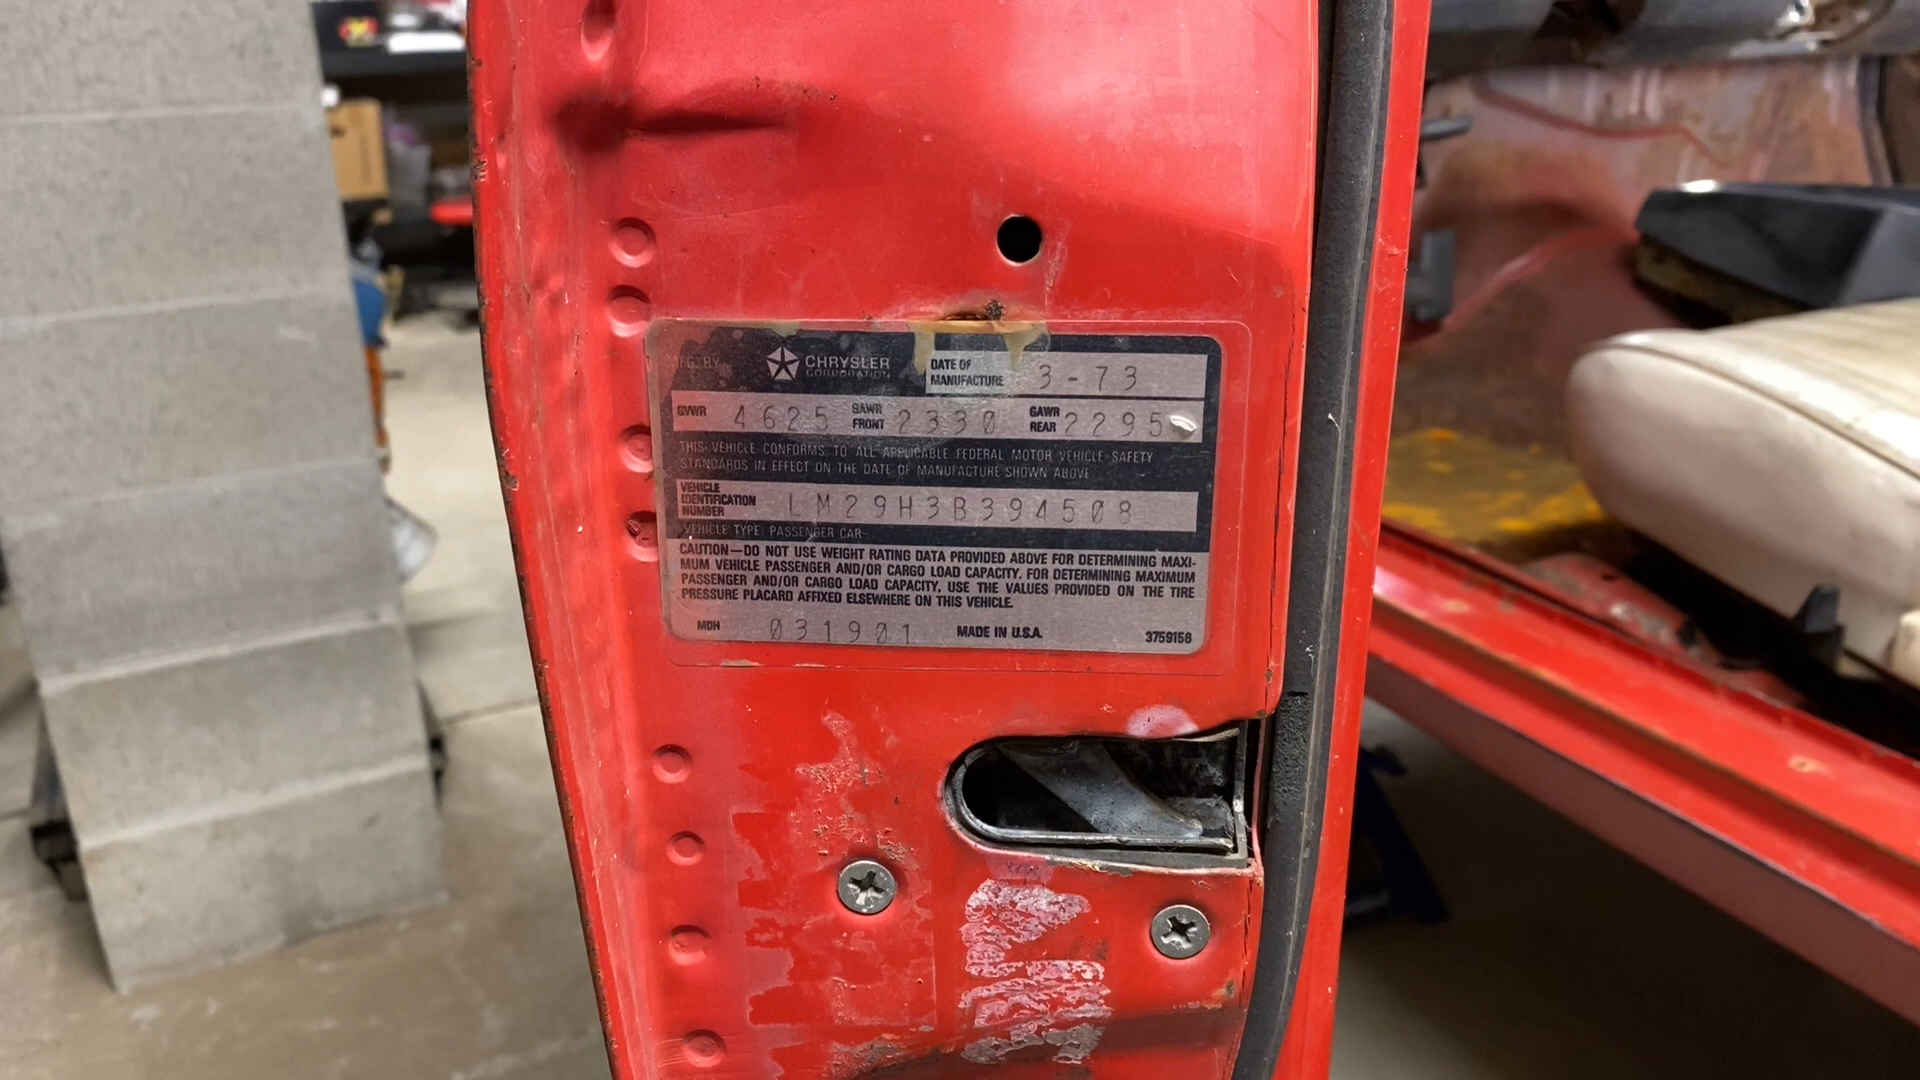 MFG. BY CHRYSLER CORPORATION
DATE OF MANUFACTURE 3-73
GVWR 4625 GAWR FRONT 2330 GAWR REAR 2295
THIS VEHICLE CONFORMS TO ALL APPLICABLE FEDERAL MOTOR VEHICLE SAFETY
STANDARDS IN EFFECT ON THE DATE OF MANUFACTURE SHOWN ABOVE
VEHICLE IDENTIFICATION NUMBER LM29H3B394508
VEHICLE TYPE: PASSENGER CAR
CAUTION—DO NOT USE WEIGHT RATING DATA PROVIDED ABOVE FOR DETERMINING MAXI-
MUM VEHICLE PASSENGER AND/OR CARGO LOAD CAPACITY. FOR DETERMINING MAXIMUM
PASSENGER AND/OR CARGO LOAD CAPACITY, USE THE VALUES PROVIDED ON THE TIRE
PRESSURE PLACARD AFFIXED ELSEWHERE ON THIS VEHICLE.
MDH 031901 MADE IN U.S.A. 3759156